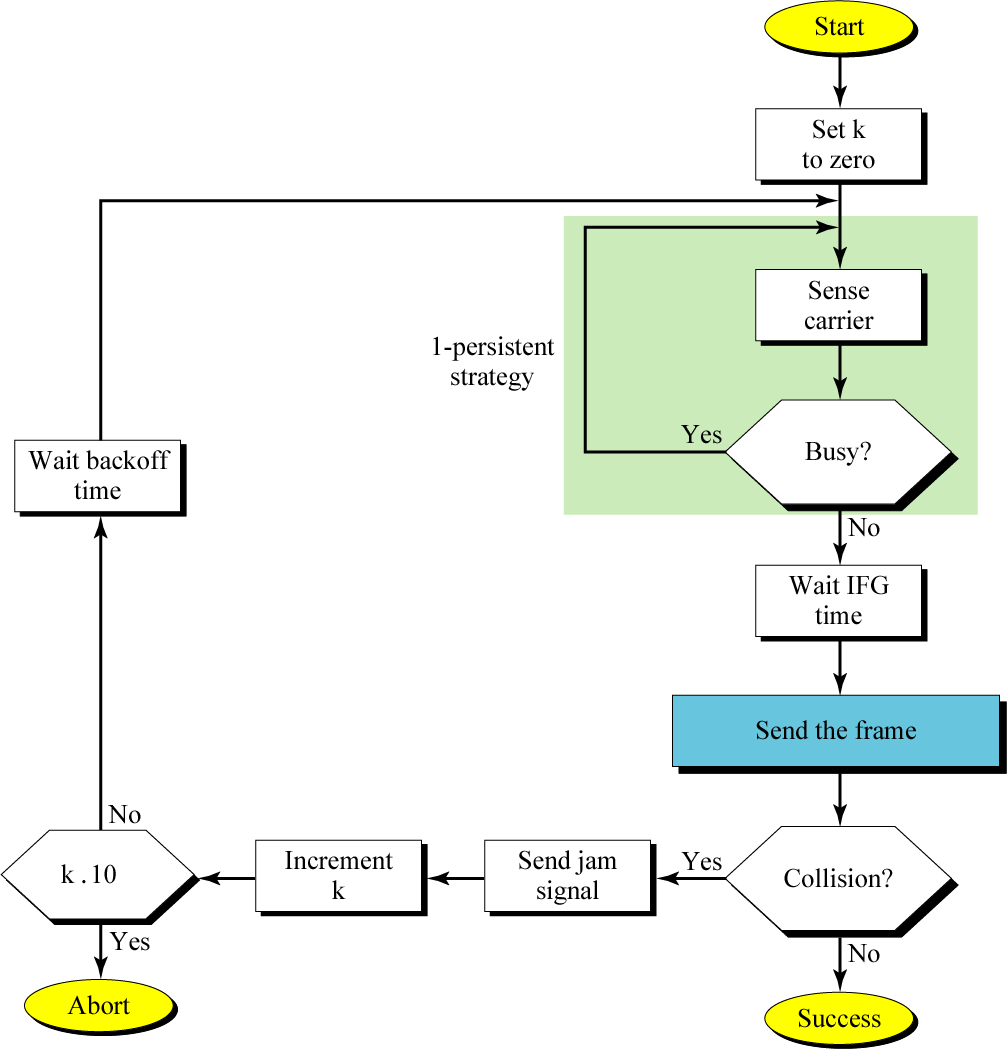 Start
Set k
to zero
Sense
carrier
1-persistent
strategy
Yes
Busy?
Wait backoff
time
No
Wait IFG
time
Send the frame
No
k . 10
Increment
k
Send jam
signal
Yes
Collision?
Yes
No
Abort
Success